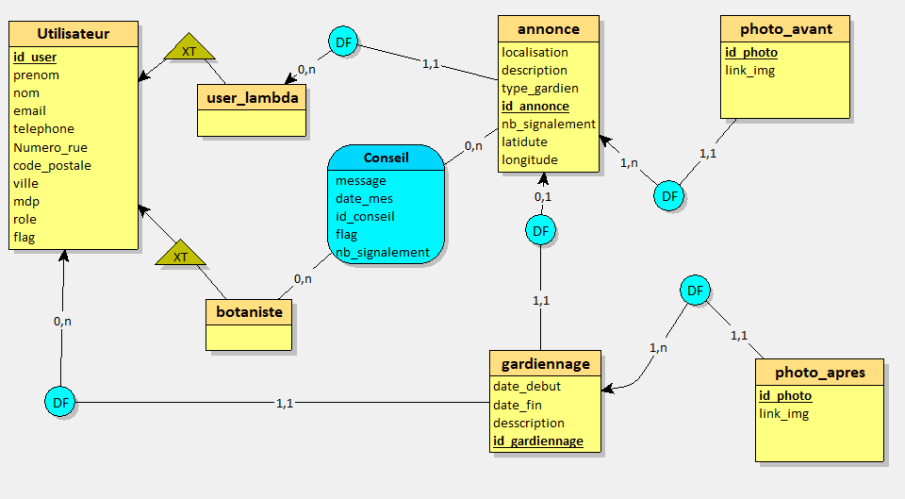 Utilisateur
id_user
prenom
nom
email
telephone
Numero_rue
code_postale
ville
mdp
role
flag
XT
user_lambda
DF
0,n
1,1
annonce
localisation
description
type_gardien
id_annonce
nb_signalement
latidute
longitude
photo_avant
id_photo
link_img
1,n
1,1
DF
Conseil
message
date_mes
id_conseil
flag
nb_signalement
0,n
0,n
XT
botaniste
0,1
DF
1,1
0,n
DF
1,1
gardiennage
date_debut
date_fin
desscription
id_gardiennage
DF
1,n
1,1
photo_apres
id_photo
link_img